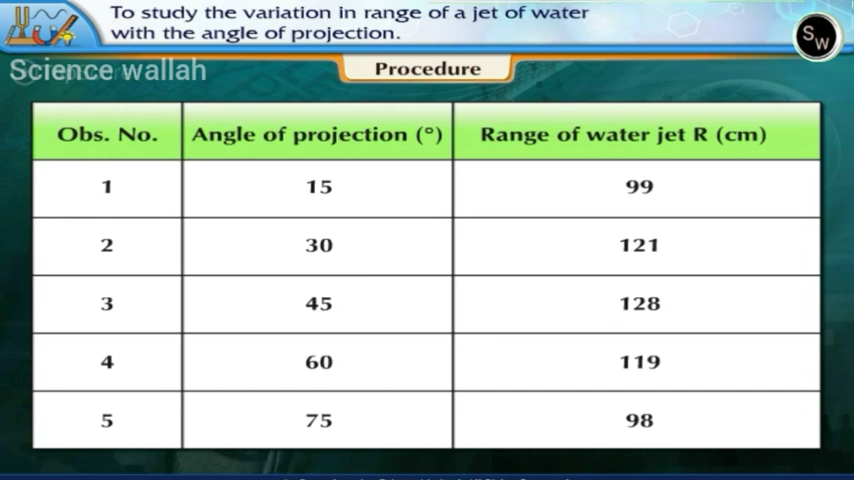 To study the variation in range of a jet of water
with the angle of projection.
SW
Science wallah
Procedure
Obs. No. Angle of projection (°) Range of water jet R (cm)
1 15 99
2 30 121
3 45 128
4 60 119
5 75 98